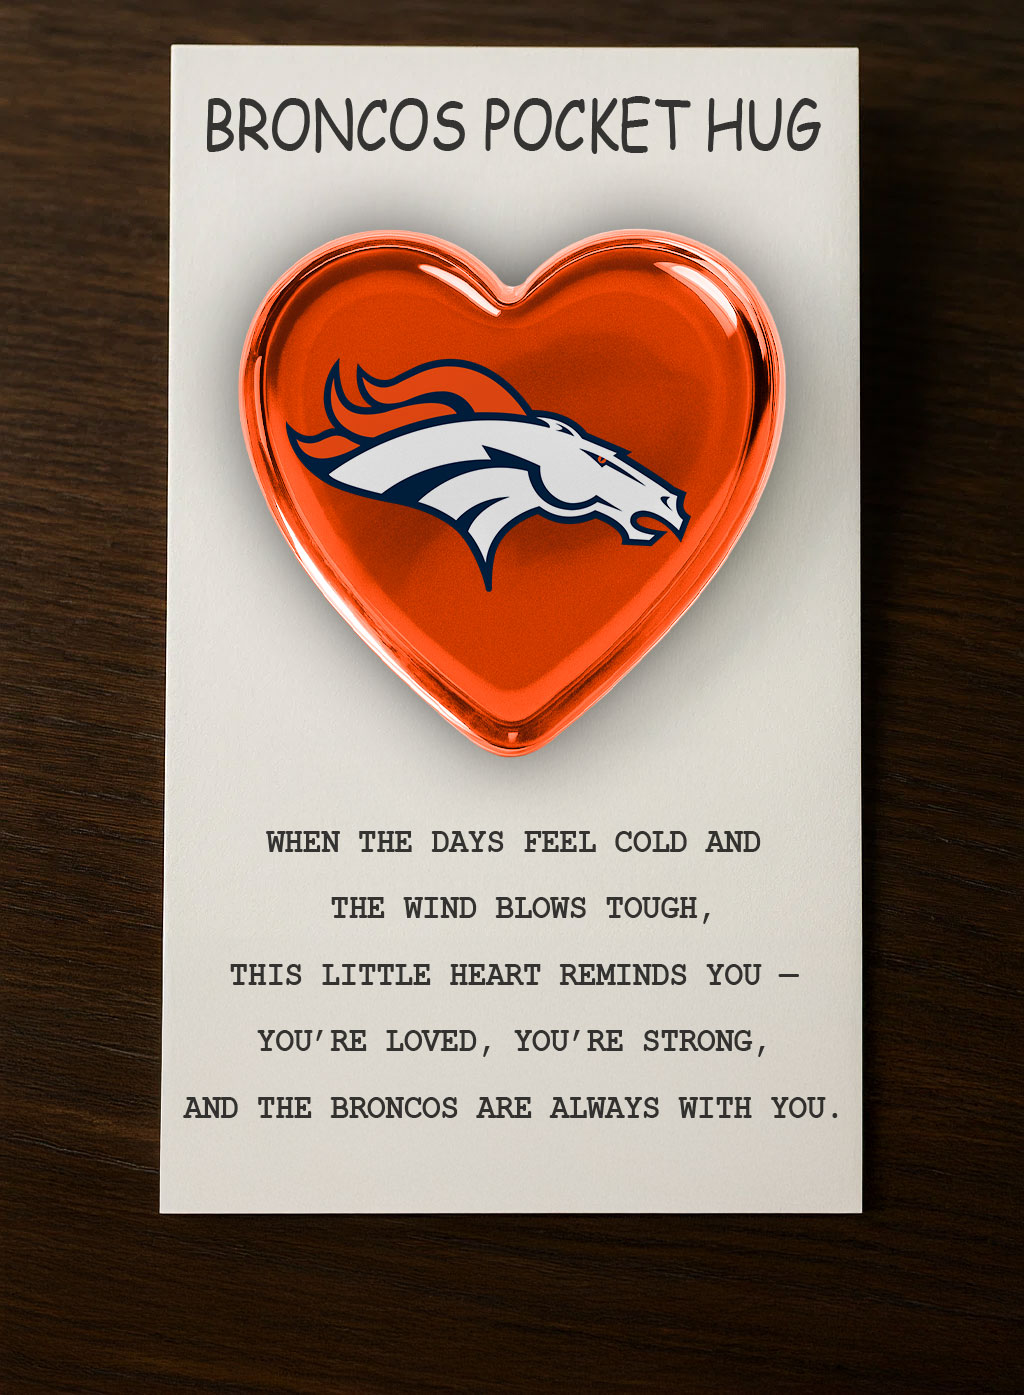 BRONCOS POCKET HUG
WHEN THE DAYS FEEL COLD AND
THE WIND BLOWS TOUGH,
THIS LITTLE HEART REMINDS YOU —
YOU’RE LOVED, YOU’RE STRONG,
AND THE BRONCOS ARE ALWAYS WITH YOU.